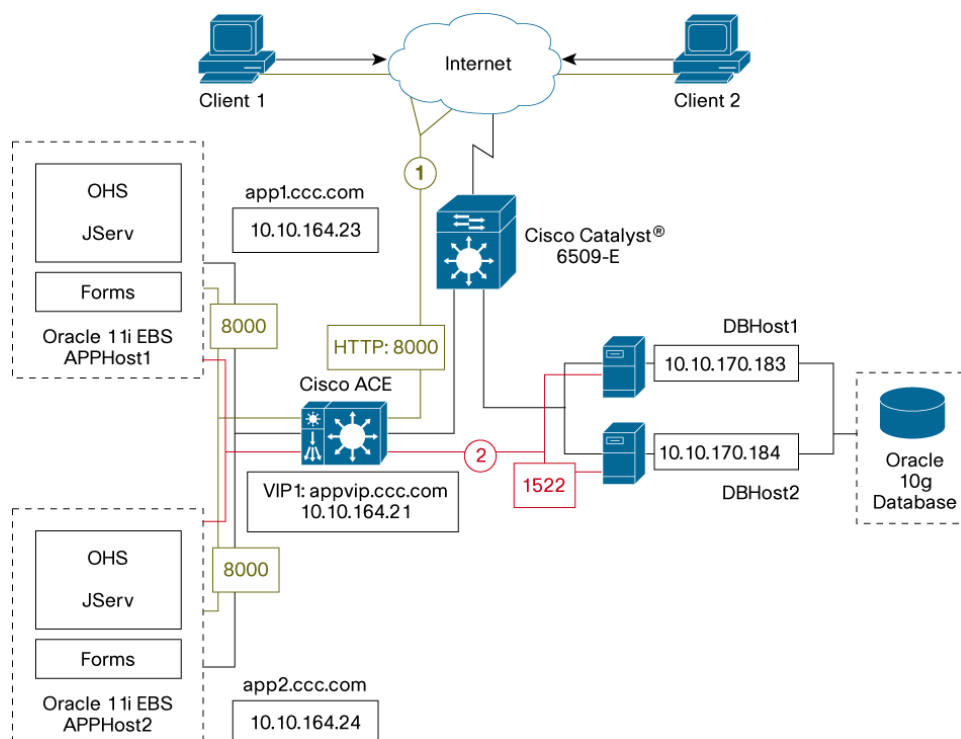 Internet
Client 1
Client 2
1
OHS
JServ
Forms
Oracle 11i EBS
APPHost1
app1.ccc.com
10.10.164.23
Cisco Catalyst®
6509-E
8000
HTTP: 8000
Cisco ACE
VIP1: appvip.ccc.com
10.10.164.21
2
1522
DBHost1
10.10.170.183
10.10.170.184
DBHost2
Oracle
10g
Database
OHS
JServ
Forms
Oracle 11i EBS
APPHost2
8000
app2.ccc.com
10.10.164.24